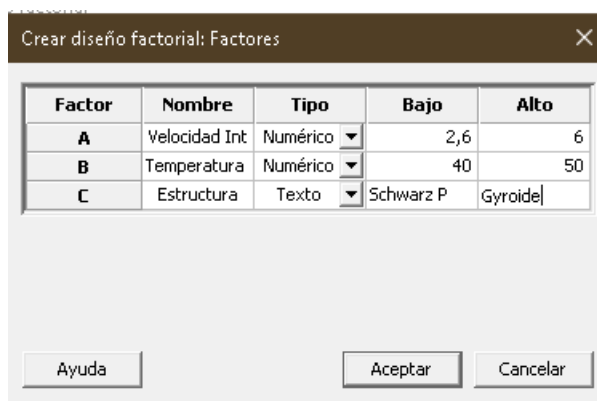 Crear diseño factorial: Factores
Factor Nombre Tipo Bajo Alto
A Velocidad Int Numérico 2,6 6
B Temperatura Numérico 40 50
C Estructura Texto Schwarz P Gyroide
Ayuda Aceptar Cancelar